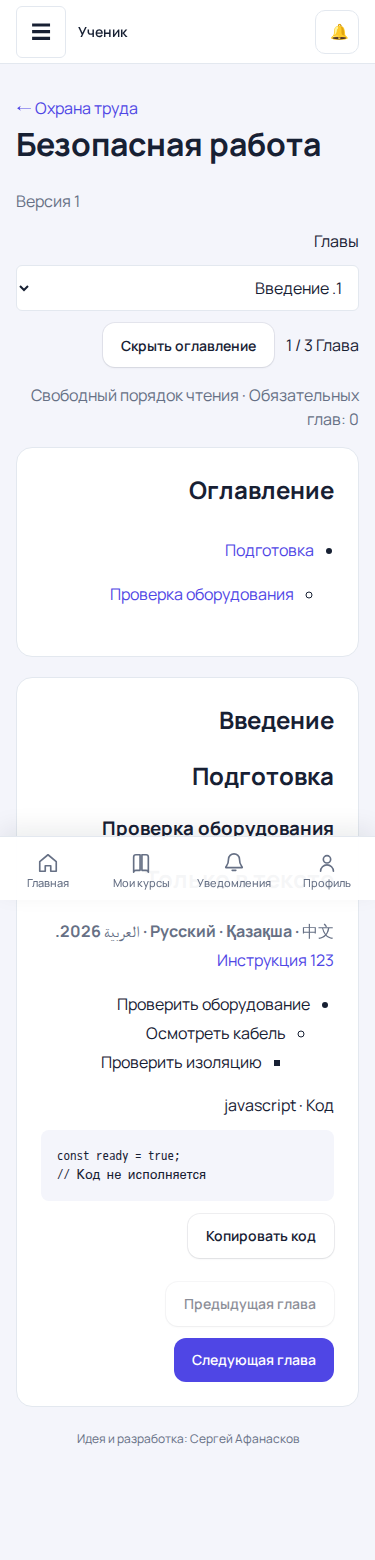 ☰ Ученик 🔔
← Охрана труда
Безопасная работа
Версия 1
Главы
Введение .1
Скрыть оглавление
1 / 3 Глава
Свободный порядок чтения · Обязательных
глав: 0
Оглавление
Подготовка
Проверка оборудования
Введение
Подготовка
Проверка оборудования
Главная
Мои курсы
Уведомления
Профиль
.2026 العربية · Русский · Қазақша · 中文
Инструкция 123
Проверить оборудование
Осмотреть кабель
Проверить изоляцию
javascript · Код
const ready = true;
// Код не исполняется
Копировать код
Предыдущая глава
Следующая глава
Идея и разработка: Сергей Афанасков